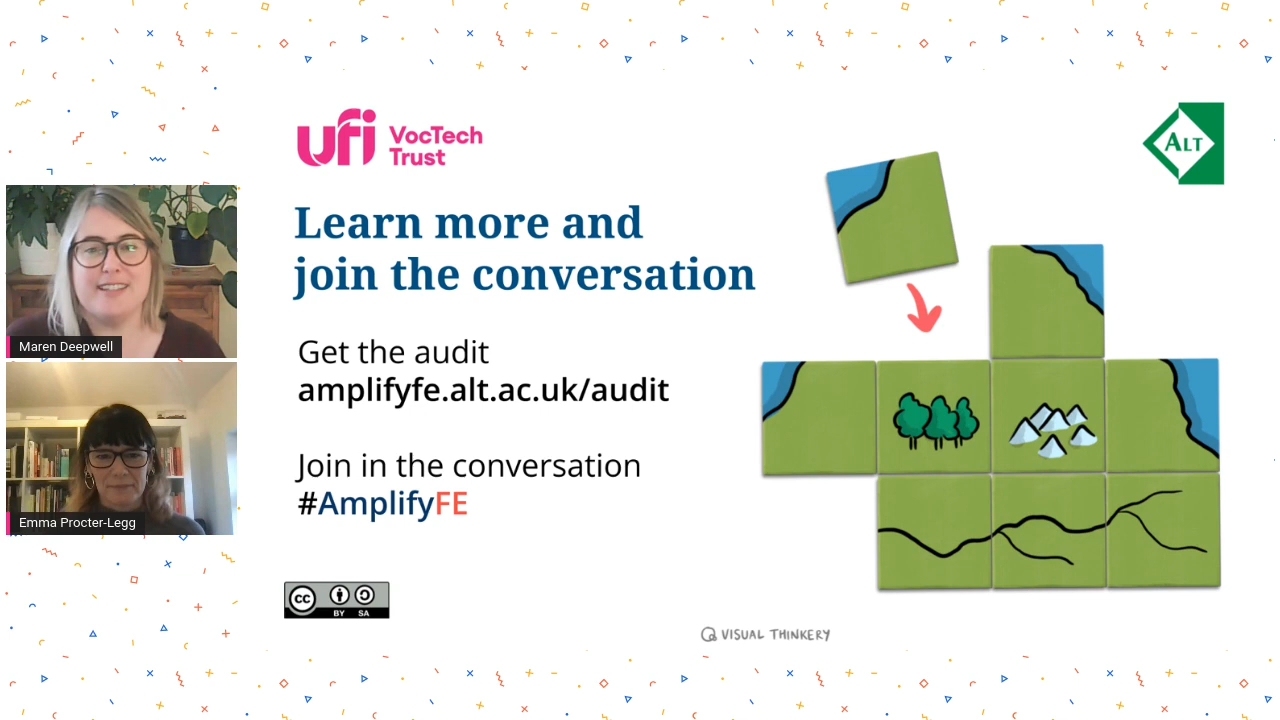 ufi VocTech
Trust
ALT
Learn more and
join the conversation
Get the audit
amplifyfe.alt.ac.uk/audit
Join in the conversation
#AmplifyFE
Maren Deepwell
Emma Procter-Legg
cc
BY SA
VISUAL THINKERY